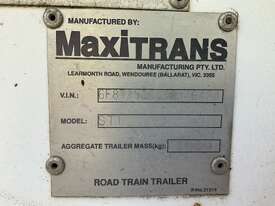 MANUFACTURED BY:
MaxiTRANS
MANUFACTURING PTY. LTD.
LEARMONTH ROAD, WENDOUREE (BALLARAT), VIC. 3355
V.I.N.:
MODEL: ST
AGGREGATE TRAILER MASS(kg):
ROAD TRAIN TRAILER